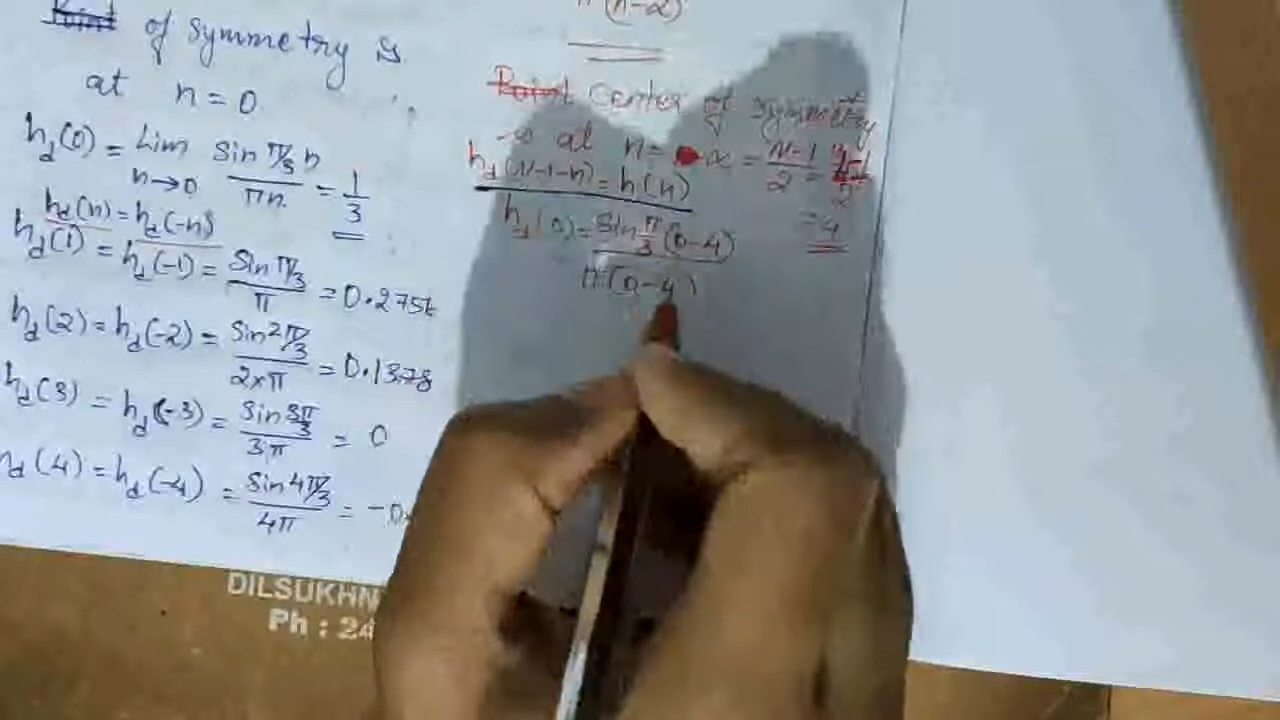 of symmetry is
at n=0
h_d(0) = Lim n→0 Sin π/3 n / πn = 1/3
h_d(n) = h_d(-n)
h_d(1) = h_d(-1) = Sin π/3 / π = 0.275
h_d(2) = h_d(-2) = Sin 2π/3 / 2×π = 0.1378
h_d(3) = h_d(-3) = Sin 3π/3 / 3π = 0
h_d(4) = h_d(-4) = Sin 4π/3 / 4π = -0.
(n-α)
Center of symmetry
is at n = α = N-1/2 =
= 4
h_d(N-1-n) = h(n)
h_d(0) = Sin π/3 (0-4) / π(0-4)
DILSUKHN
Ph : 24